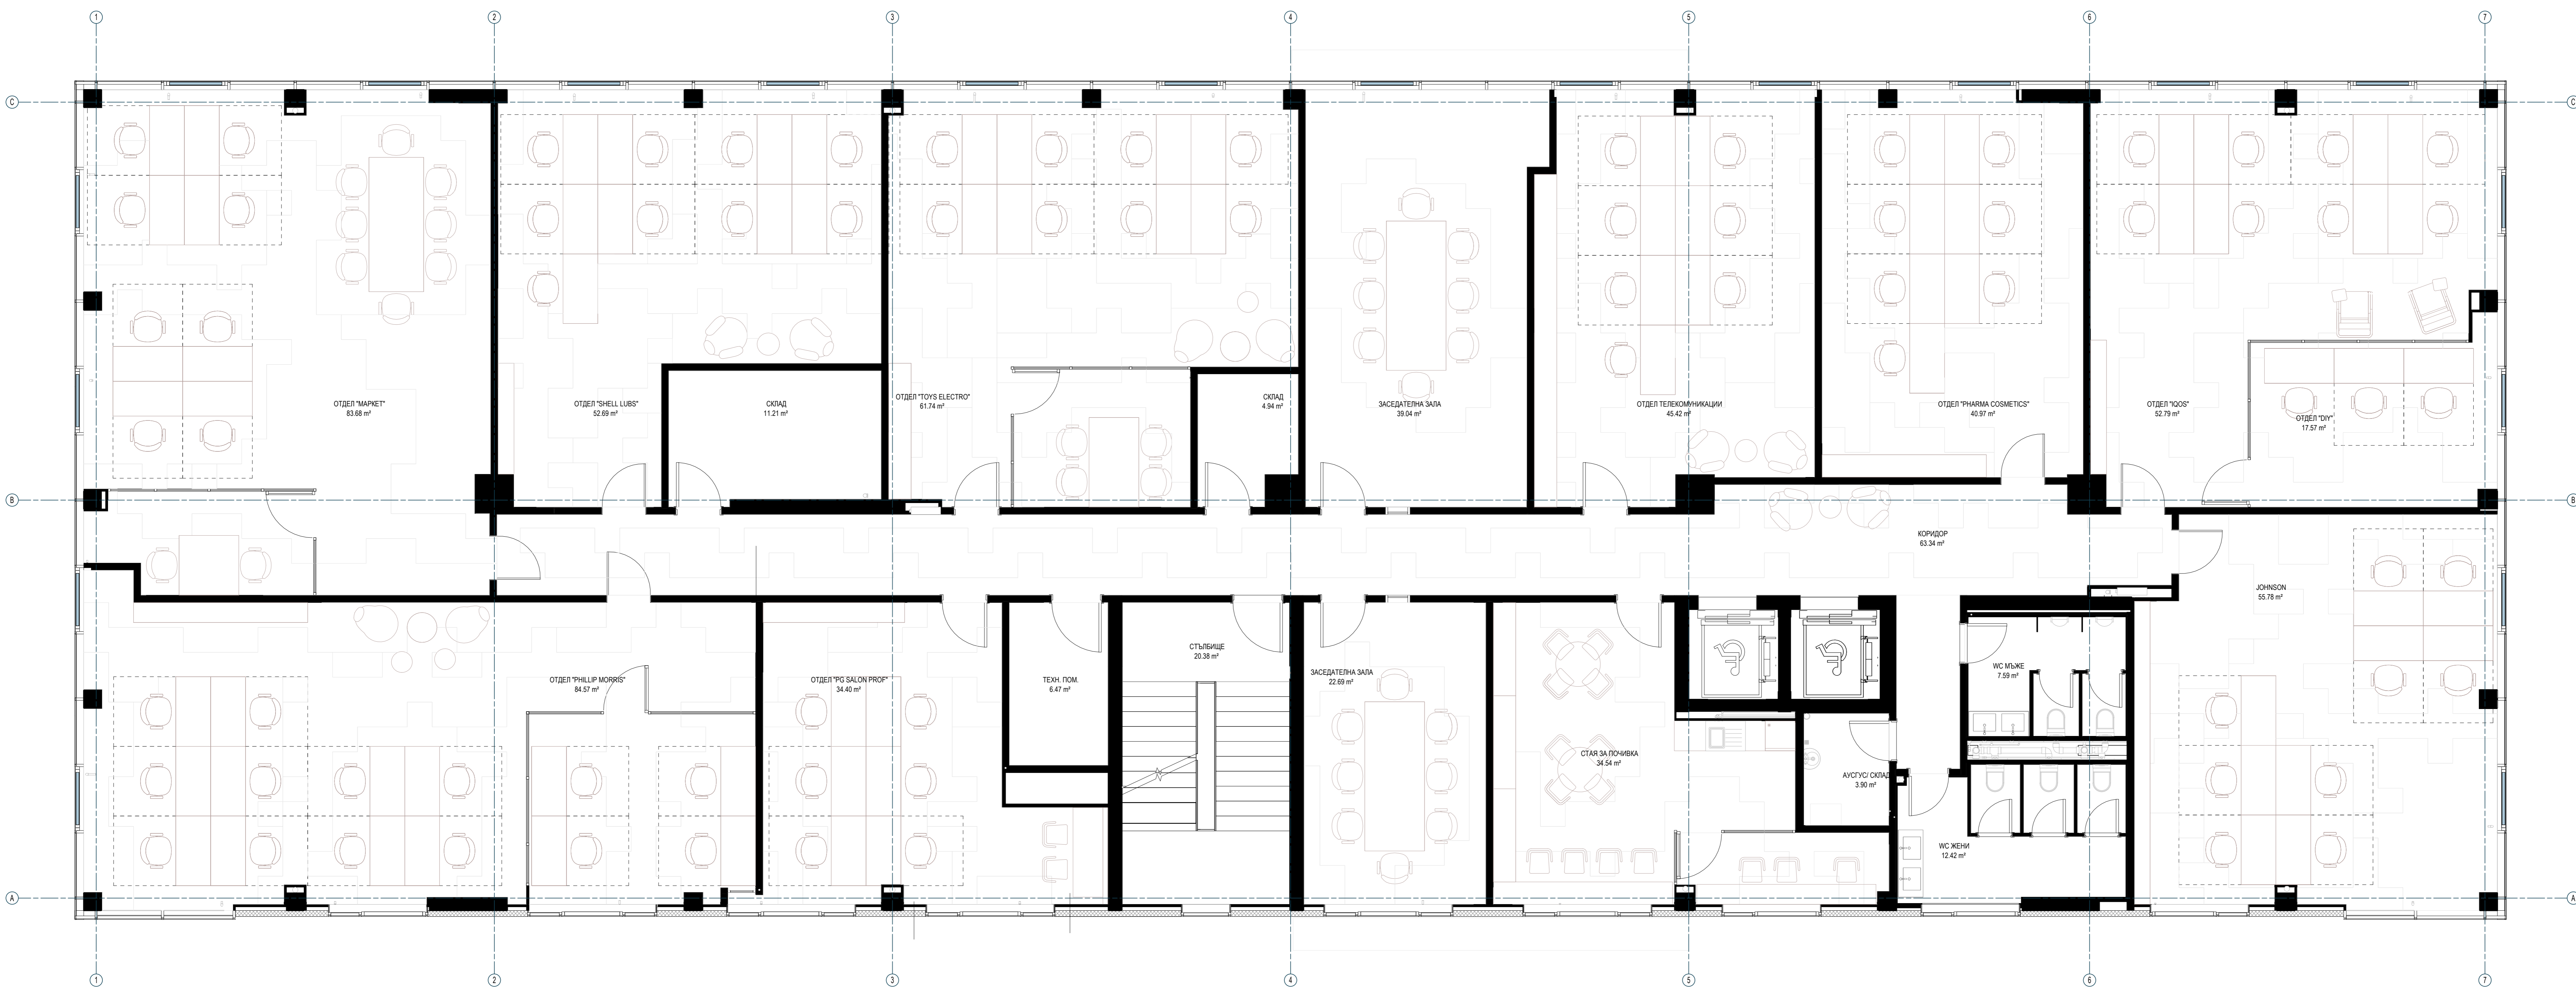 1 2 3 4 5 6 7
C C
ОТДЕЛ "МАРКЕТ"
83.68 m²
ОТДЕЛ "SHELL LUBS"
52.69 m²
СКЛАД
11.21 m²
ОТДЕЛ "TOYS ELECTRO"
61.74 m²
СКЛАД
4.94 m²
ЗАСЕДАТЕЛНА ЗАЛА
39.04 m²
ОТДЕЛ ТЕЛЕКОМУНИКАЦИИ
45.42 m²
ОТДЕЛ "PHARMA COSMETICS"
40.97 m²
ОТДЕЛ "IQOS"
52.79 m²
ОТДЕЛ "DIY"
17.57 m²
B B
КОРИДОР
63.34 m²
JOHNSON
55.78 m²
ОТДЕЛ "PHILLIP MORRIS"
84.57 m²
ОТДЕЛ "PG SALON PROF"
34.40 m²
ТЕХН. ПОМ.
6.47 m²
СТЪЛБИЩЕ
20.38 m²
ЗАСЕДАТЕЛНА ЗАЛА
22.69 m²
СТАЯ ЗА ПОЧИВКА
34.54 m²
WC МЪЖЕ
7.59 m²
АУСГУС/ СКЛАД
3.90 m²
WC ЖЕНИ
12.42 m²
A A
1 2 3 4 5 6 7